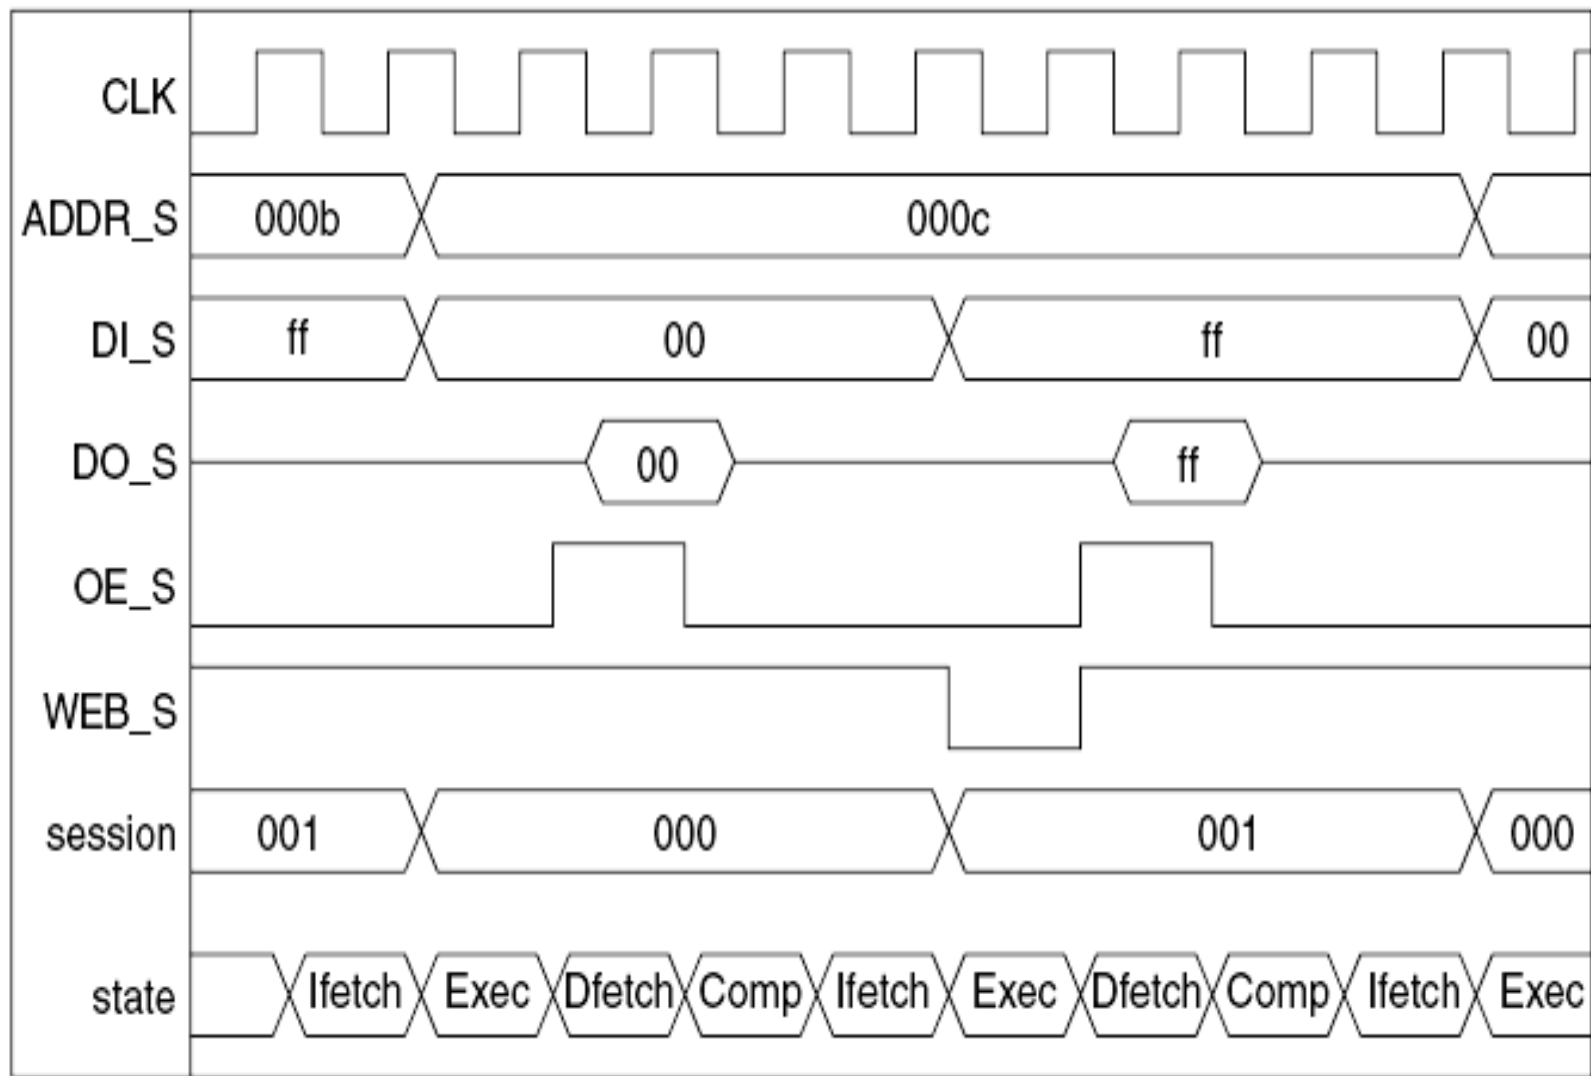 CLK
ADDR_S 000b 000c
DI_S ff 00 ff 00
DO_S 00 ff
OE_S
WEB_S
session 001 000 001 000
state Ifetch Exec Dfetch Comp Ifetch Exec Dfetch Comp Ifetch Exec